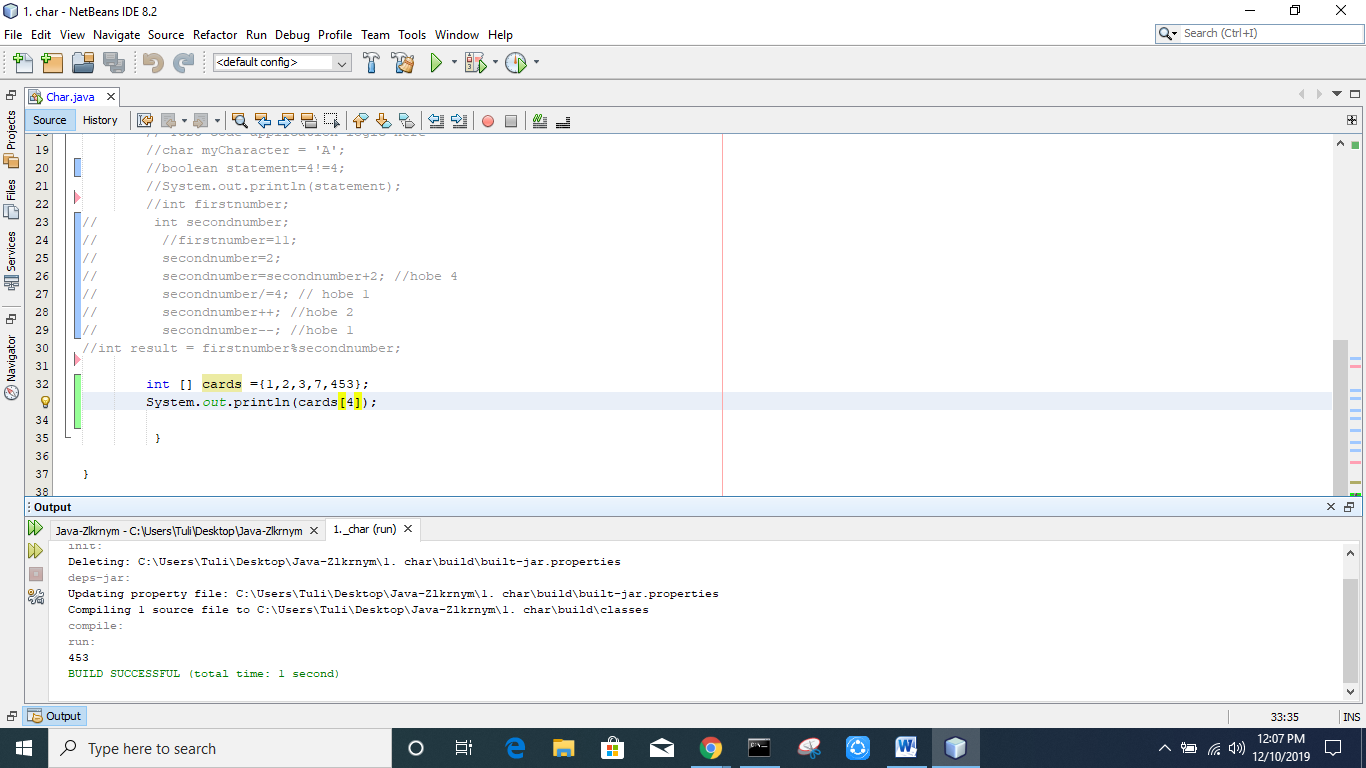 1. char - NetBeans IDE 8.2
File Edit View Navigate Source Refactor Run Debug Profile Team Tools Window Help
Search (Ctrl+I)
<default config>
Char.java
Source History
Projects
Files
Services
Navigator
19 //char myCharacter = 'A';
20 //boolean statement=4!=4;
21 //System.out.println(statement);
22 //int firstnumber;
23 // int secondnumber;
24 // //firstnumber=11;
25 // secondnumber=2;
26 // secondnumber=secondnumber+2; //hobe 4
27 // secondnumber/=4; // hobe 1
28 // secondnumber++; //hobe 2
29 // secondnumber--; //hobe 1
30 //int result = firstnumber%secondnumber;
31
32 int [] cards ={1,2,3,7,453};
System.out.println(cards[4]);
34
35 }
36
37 }
38
Output
Java-Zlkrnym - C:\Users\Tuli\Desktop\Java-Zlkrnym 1._char (run)
init:
Deleting: C:\Users\Tuli\Desktop\Java-Zlkrnym\1. char\build\built-jar.properties
deps-jar:
Updating property file: C:\Users\Tuli\Desktop\Java-Zlkrnym\1. char\build\built-jar.properties
Compiling 1 source file to C:\Users\Tuli\Desktop\Java-Zlkrnym\1. char\build\classes
compile:
run:
453
BUILD SUCCESSFUL (total time: 1 second)
Output
33:35 INS
Type here to search
12:07 PM
12/10/2019